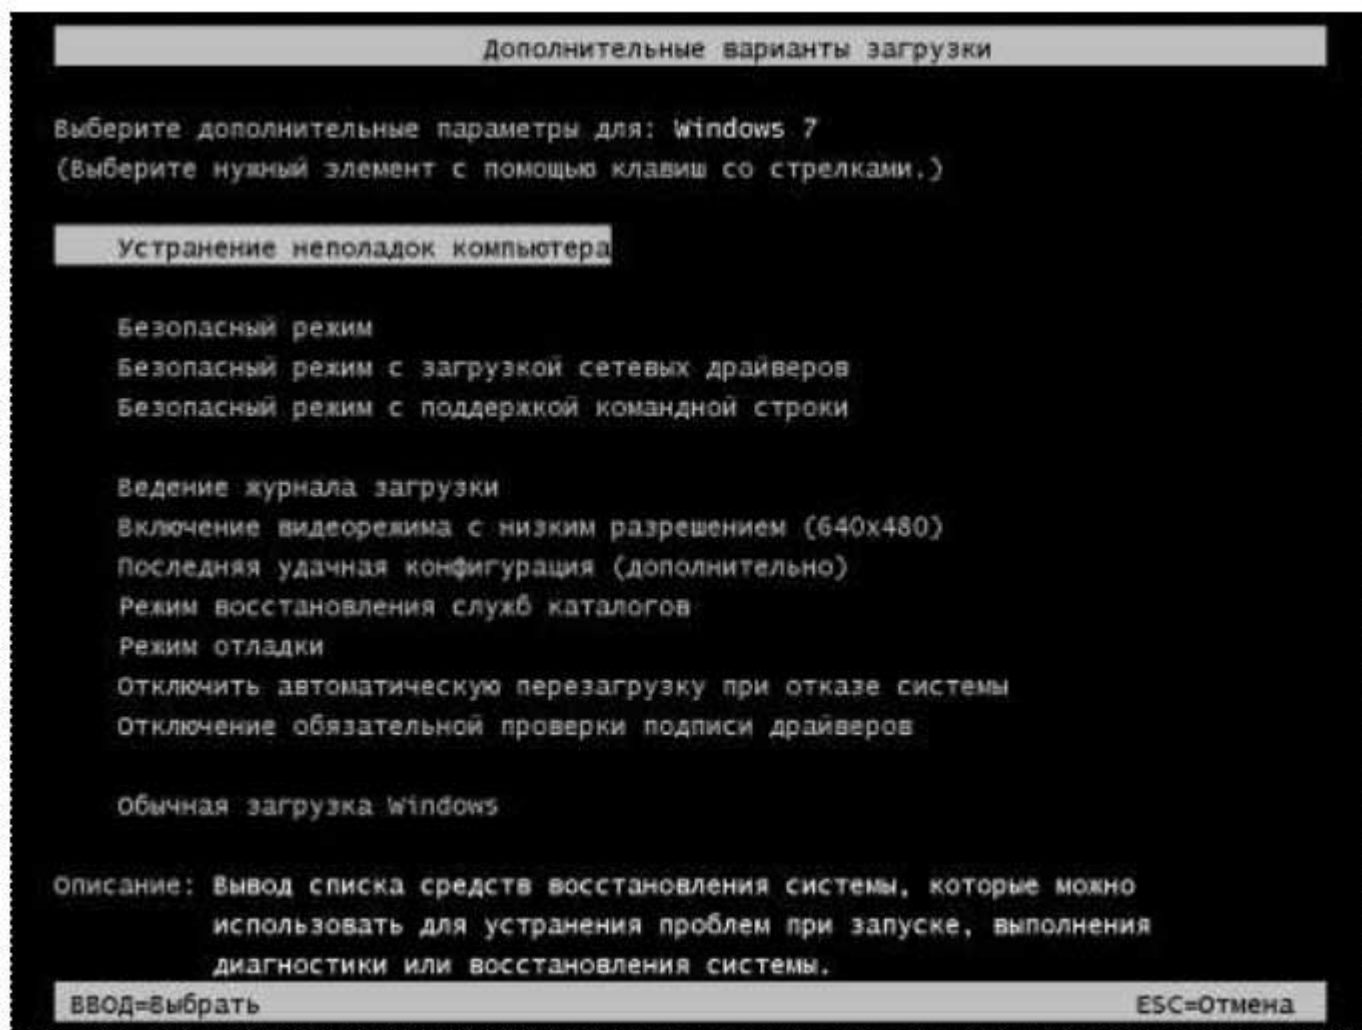 Дополнительные варианты загрузки
Выберите дополнительные параметры для: Windows 7
(Выберите нужный элемент с помощью клавиш со стрелками.)
Устранение неполадок компьютера
Безопасный режим
Безопасный режим с загрузкой сетевых драйверов
Безопасный режим с поддержкой командной строки
Ведение журнала загрузки
Включение видеорежима с низким разрешением (640x480)
Последняя удачная конфигурация (дополнительно)
Режим восстановления служб каталогов
Режим отладки
Отключить автоматическую перезагрузку при отказе системы
Отключение обязательной проверки подписи драйверов
Обычная загрузка Windows
Описание: Вывод списка средств восстановления системы, которые можно
использовать для устранения проблем при запуске, выполнения
диагностики или восстановления системы.
ВВОД=Выбрать ESC=Отмена